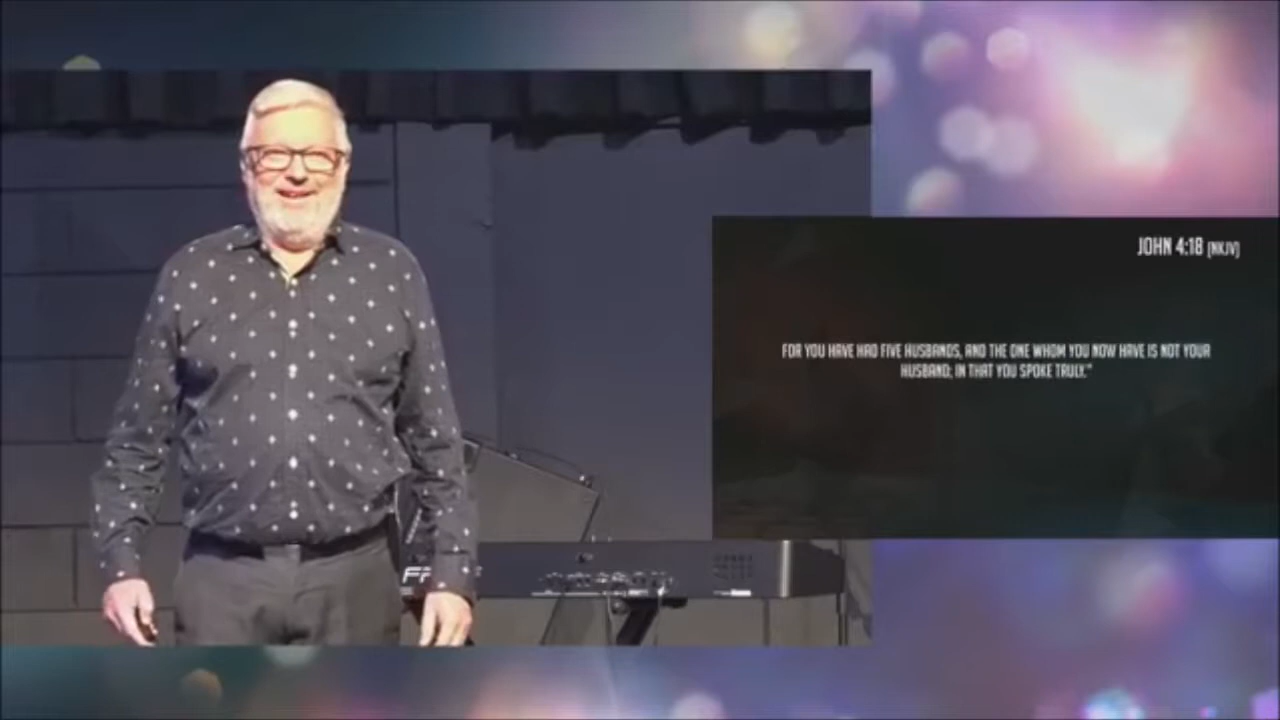 JOHN 4:18 [NKJV]
FOR YOU HAVE HAD FIVE HUSBANDS, AND THE ONE WHOM YOU NOW HAVE IS NOT YOUR
HUSBAND; IN THAT YOU SPOKE TRULY."